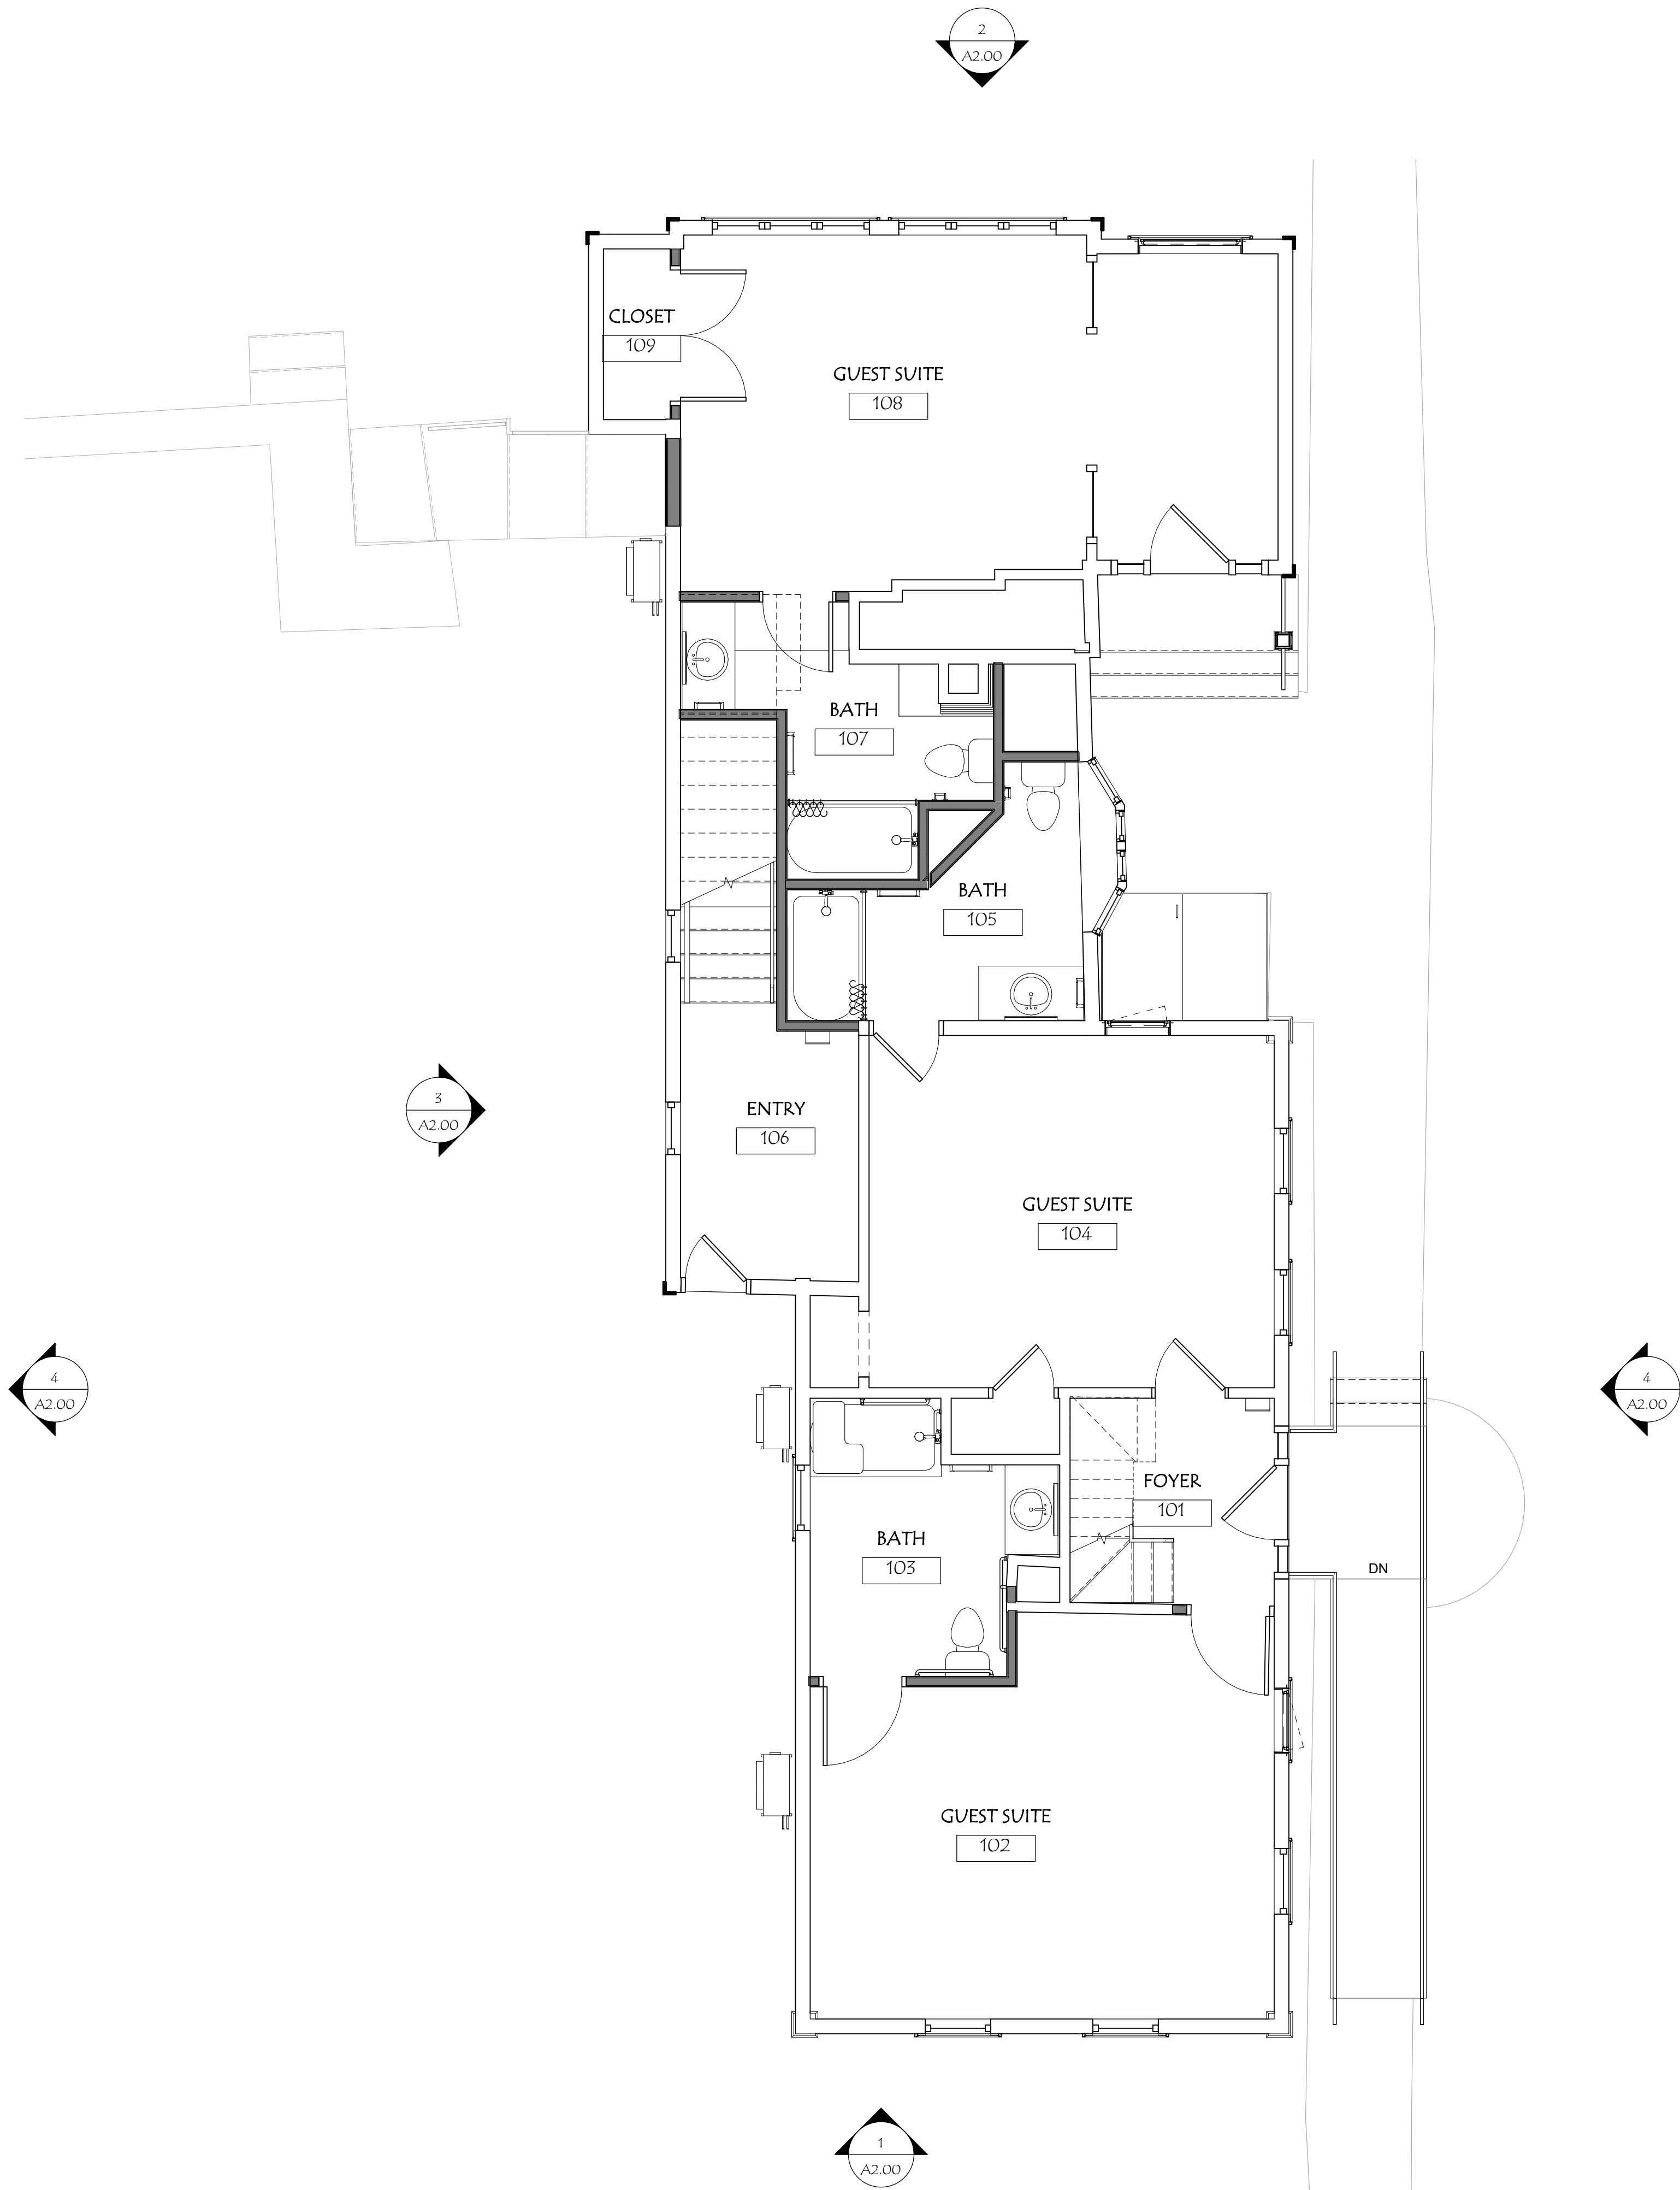 2
A2.00
CLOSET
109
GUEST SUITE
108
BATH
107
BATH
105
3
A2.00
ENTRY
106
GUEST SUITE
104
4
A2.00
4
A2.00
FOYER
101
BATH
103
DN
GUEST SUITE
102
1
A2.00